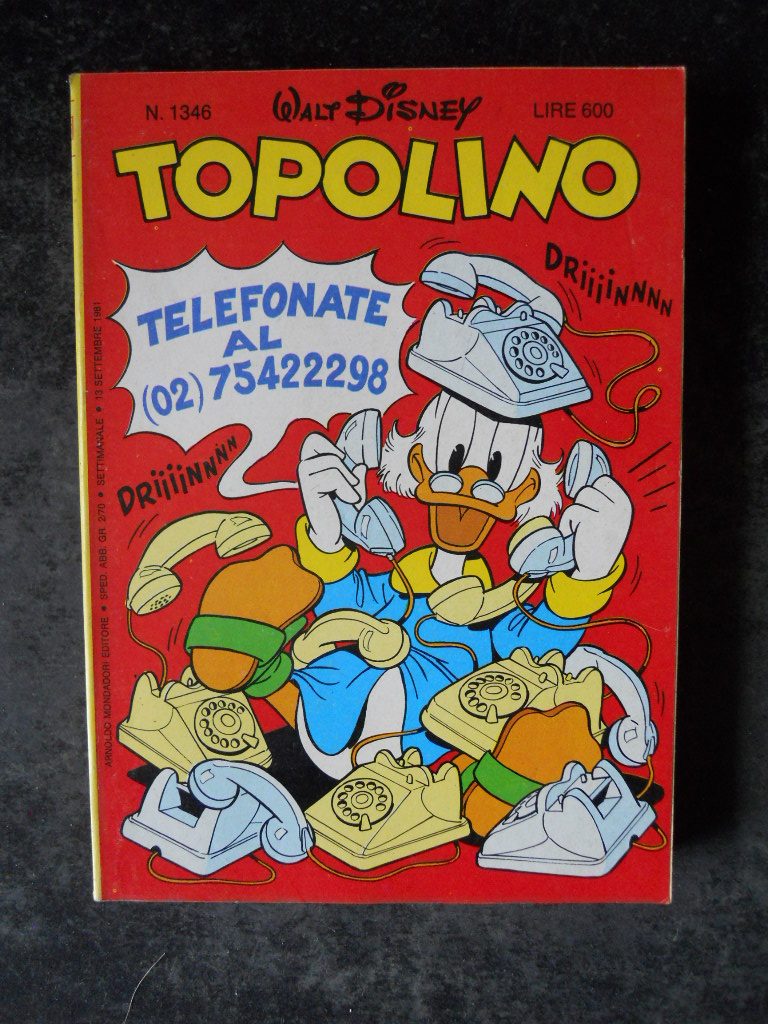 N. 1346
WALT DISNEY
LIRE 600
TOPOLINO
DRiiiiNNNN
TELEFONATE
AL
(02) 75422298
DRiiiiNNNN
ARNOLDO MONDADORI EDITORE • SPED. ABB. GR. 2/70 • SETTIMANALE • 13 SETTEMBRE 1981